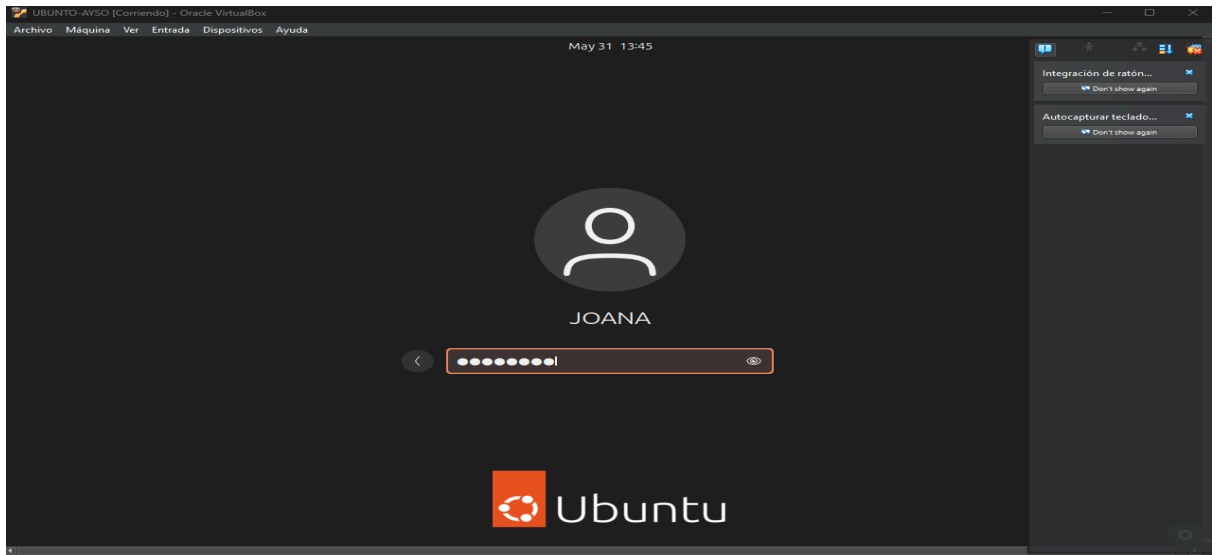 UBUNTO-AYSO [Corriendo] - Oracle VirtualBox
Archivo Máquina Ver Entrada Dispositivos Ayuda
May 31 13:45
Integración de ratón...
Don't show again
Autocapturar teclado...
Don't show again
JOANA
Ubuntu